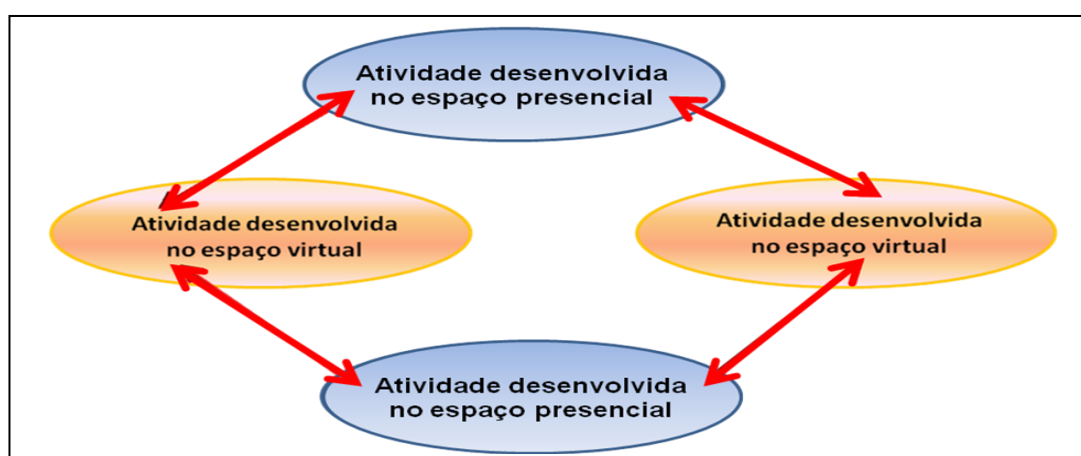 Atividade desenvolvida
no espaço presencial
Atividade desenvolvida
no espaço virtual
Atividade desenvolvida
no espaço virtual
Atividade desenvolvida
no espaço presencial